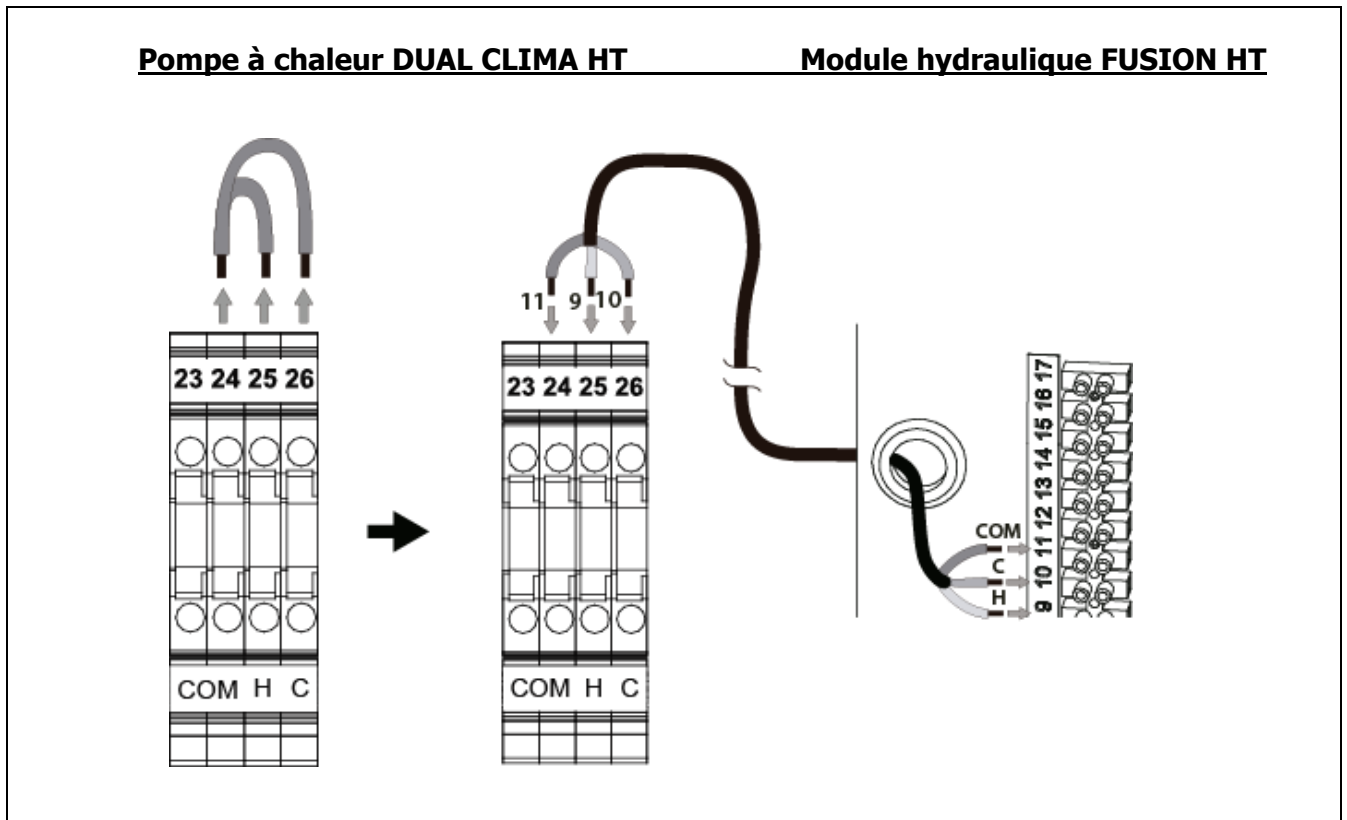 Pompe à chaleur DUAL CLIMA HT Module hydraulique FUSION HT
11 9 10
23 24 25 26
23 24 25 26
COM H C
COM H C
COM
C
H
17
16
15
14
13
12
11
10
9